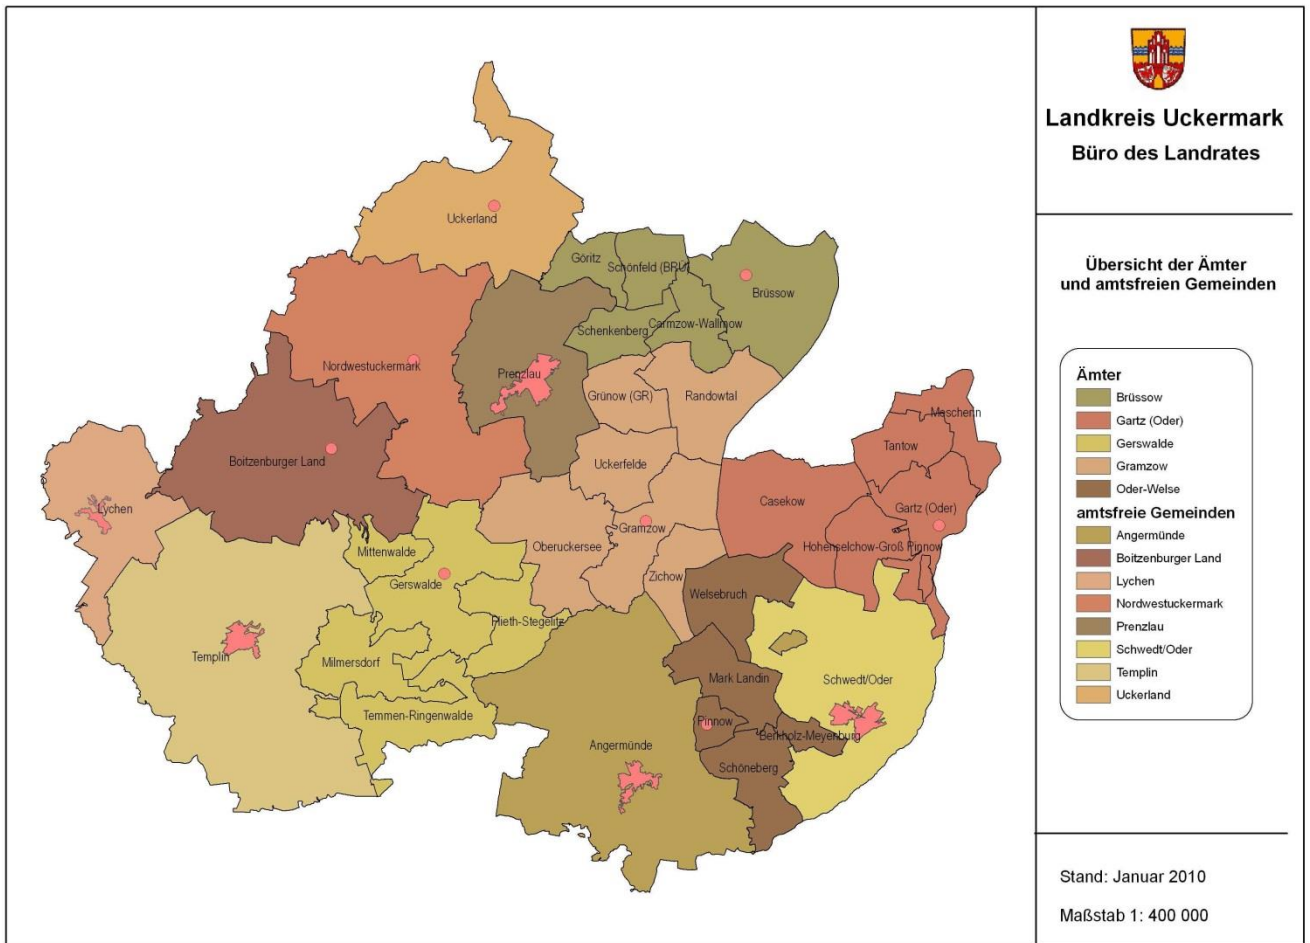 Uckerland
Göritz
Schönfeld (BRÜ)
Brüssow
Schenkenberg
Carmzow-Wallmow
Nordwestuckermark
Prenzlau
Grünow (GR)
Randowtal
Mescherin
Tantow
Boitzenburger Land
Uckerfelde
Casekow
Gartz (Oder)
Lychen
Gramzow
Oberuckersee
Hohenselchow-Groß Pinnow
Mittenwalde
Gerswalde
Zichow
Welsebruch
Flieth-Stegelitz
Templin
Milmersdorf
Mark Landin
Schwedt/Oder
Temmen-Ringenwalde
Pinnow
Berkholz-Meyenburg
Angermünde
Schöneberg
Landkreis Uckermark
Büro des Landrates
Übersicht der Ämter
und amtsfreien Gemeinden
Ämter
Brüssow
Gartz (Oder)
Gerswalde
Gramzow
Oder-Welse
amtsfreie Gemeinden
Angermünde
Boitzenburger Land
Lychen
Nordwestuckermark
Prenzlau
Schwedt/Oder
Templin
Uckerland
Stand: Januar 2010
Maßstab 1: 400 000